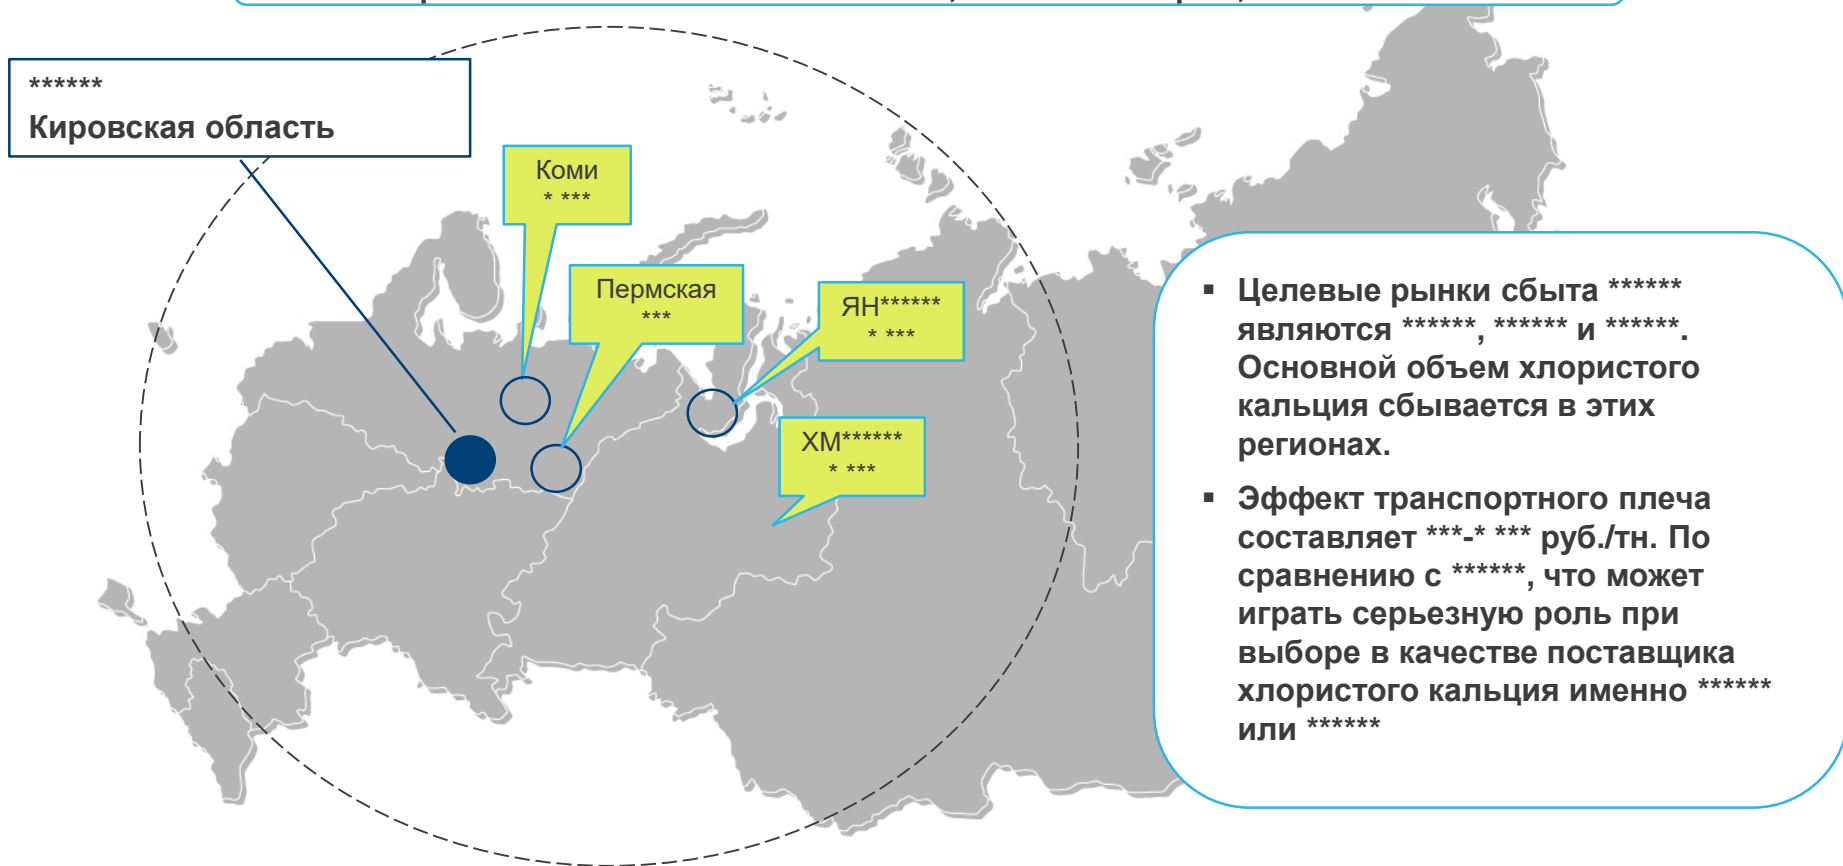 ******
Кировская область
Коми
* ***
Пермская
***
ЯН******
* ***
ХМ******
* ***
▪ Целевые рынки сбыта ******
являются ******, ****** и ******.
Основной объем хлористого
кальция сбывается в этих
регионах.
▪ Эффект транспортного плеча
составляет ***-* *** руб./тн. По
сравнению с ******, что может
играть серьезную роль при
выборе в качестве поставщика
хлористого кальция именно ******
или ******